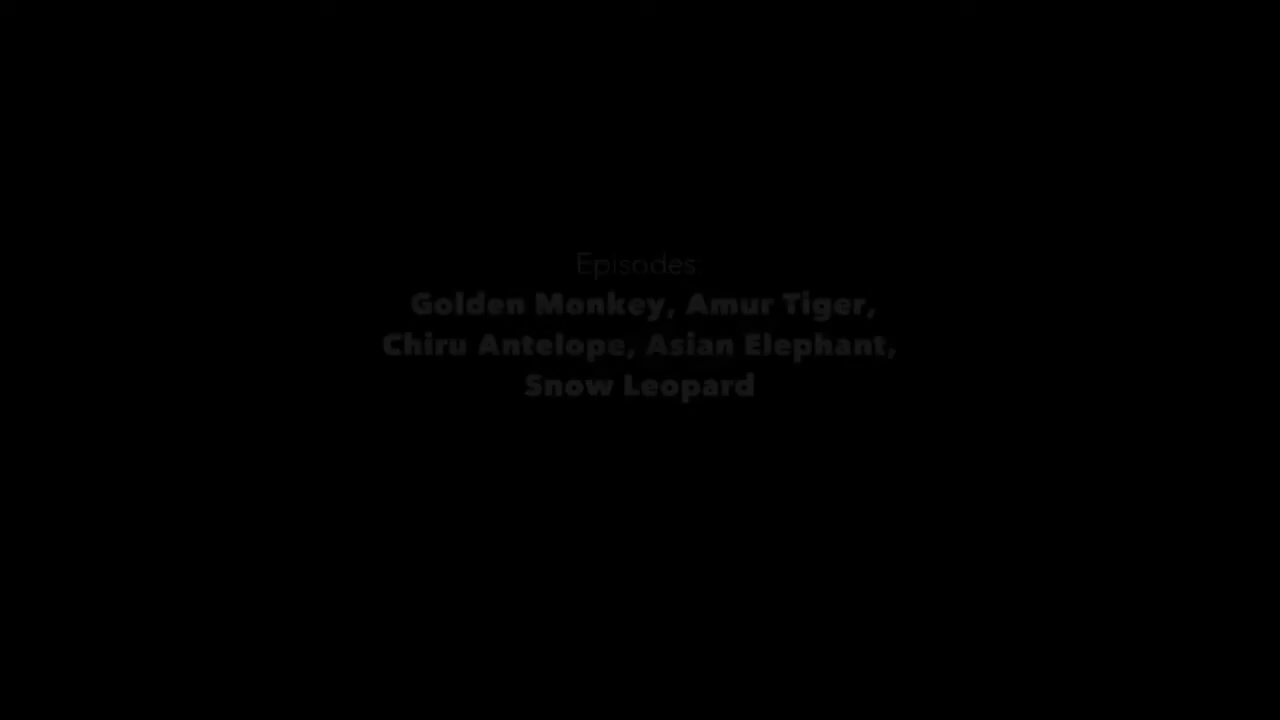 Episodes:
Golden Monkey, Amur Tiger,
Chiru Antelope, Asian Elephant,
Snow Leopard